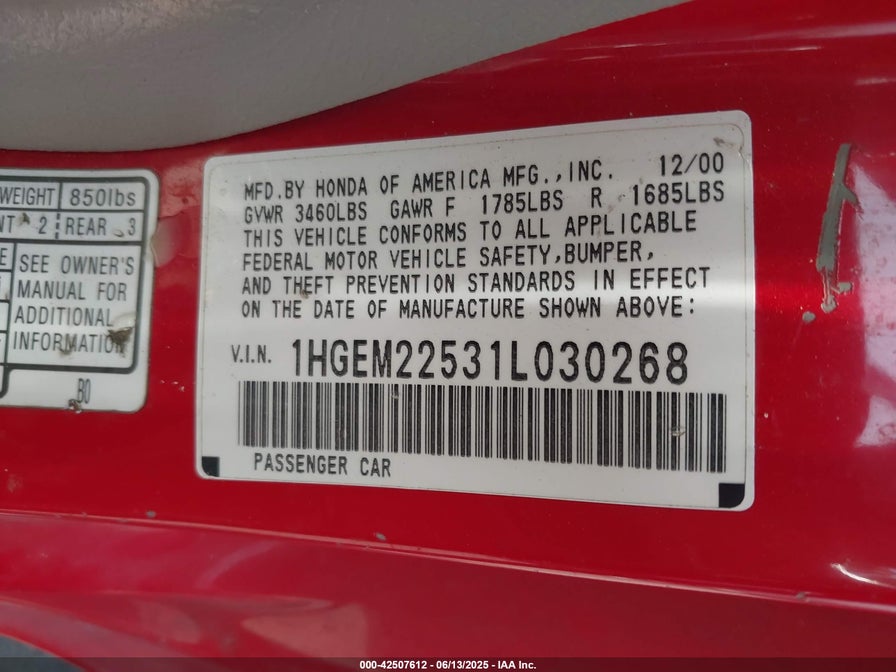 WEIGHT 850lbs
2 REAR 3
SEE OWNER'S
MANUAL FOR
ADDITIONAL
INFORMATION
B0
MFD.BY HONDA OF AMERICA MFG.,INC. 12/00
GVWR 3460LBS GAWR F 1785LBS R 1685LBS
THIS VEHICLE CONFORMS TO ALL APPLICABLE
FEDERAL MOTOR VEHICLE SAFETY,BUMPER,
AND THEFT PREVENTION STANDARDS IN EFFECT
ON THE DATE OF MANUFACTURE SHOWN ABOVE:
V.I.N. 1HGEM22531L030268
PASSENGER CAR
000-42507612 - 06/13/2025 - IAA Inc.